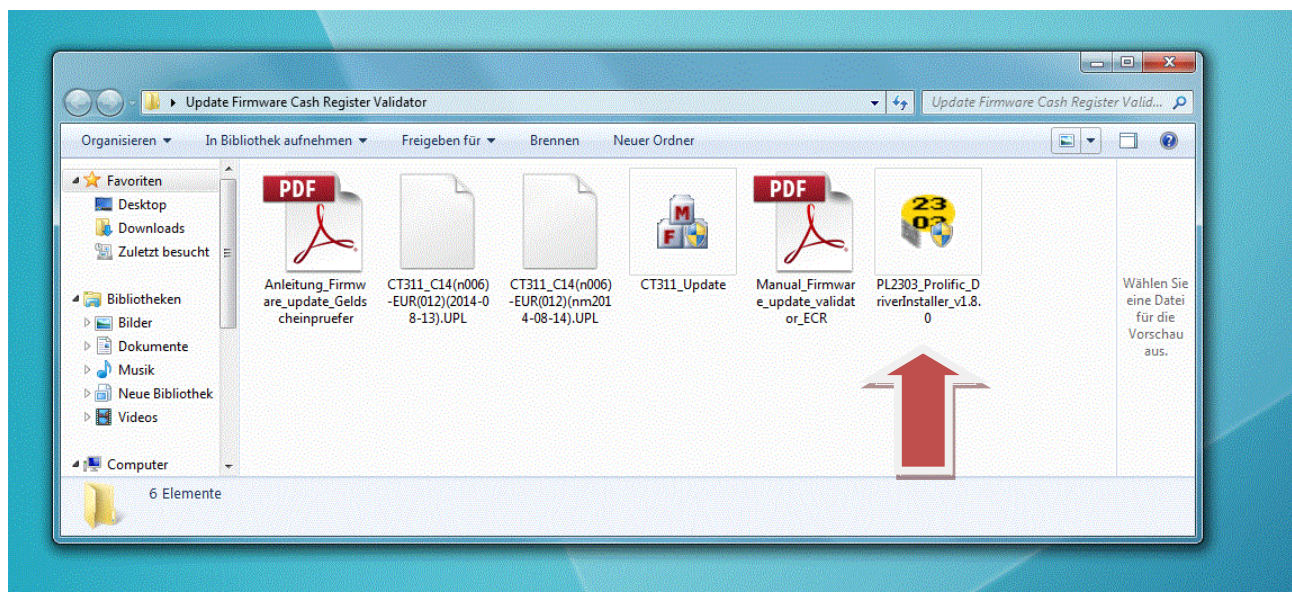 Update Firmware Cash Register Validator
Update Firmware Cash Register Valid...
Organisieren
In Bibliothek aufnehmen
Freigeben für
Brennen
Neuer Ordner
Favoriten
Desktop
Downloads
Zuletzt besucht
Bibliotheken
Bilder
Dokumente
Musik
Neue Bibliothek
Videos
Computer
PDF
Anleitung_Firmw
are_update_Gelds
cheinpruefer
CT311_C14(n006)
-EUR(012)(2014-0
8-13).UPL
CT311_C14(n006)
-EUR(012)(nm201
4-08-14).UPL
M
F
CT311_Update
PDF
Manual_Firmwar
e_update_validat
or_ECR
23
03
PL2303_Prolific_D
riverInstaller_v1.8.
0
Wählen Sie
eine Datei
für die
Vorschau
aus.
6 Elemente